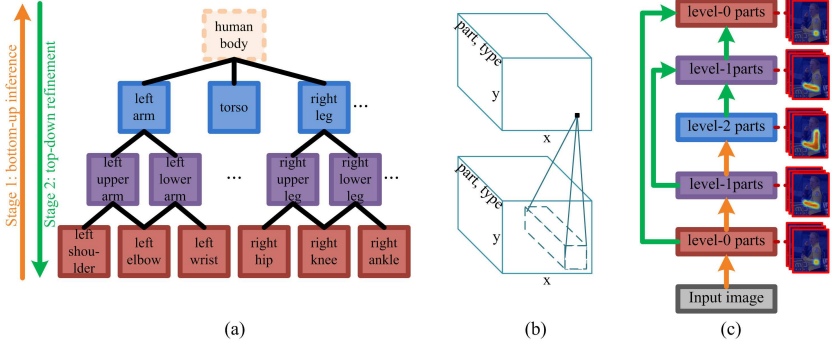 Stage 1: bottom-up inference
Stage 2: top-down refinement
human
body
left
arm
torso
right
leg
...
left
upper
arm
left
lower
arm
...
right
upper
leg
right
lower
leg
...
left
shou-
lder
left
elbow
left
wrist
right
hip
right
knee
right
ankle
(a)
part, type
y
x
part, type
y
x
(b)
level-0 parts
level-1parts
level-2 parts
level-1parts
level-0 parts
Input image
(c)